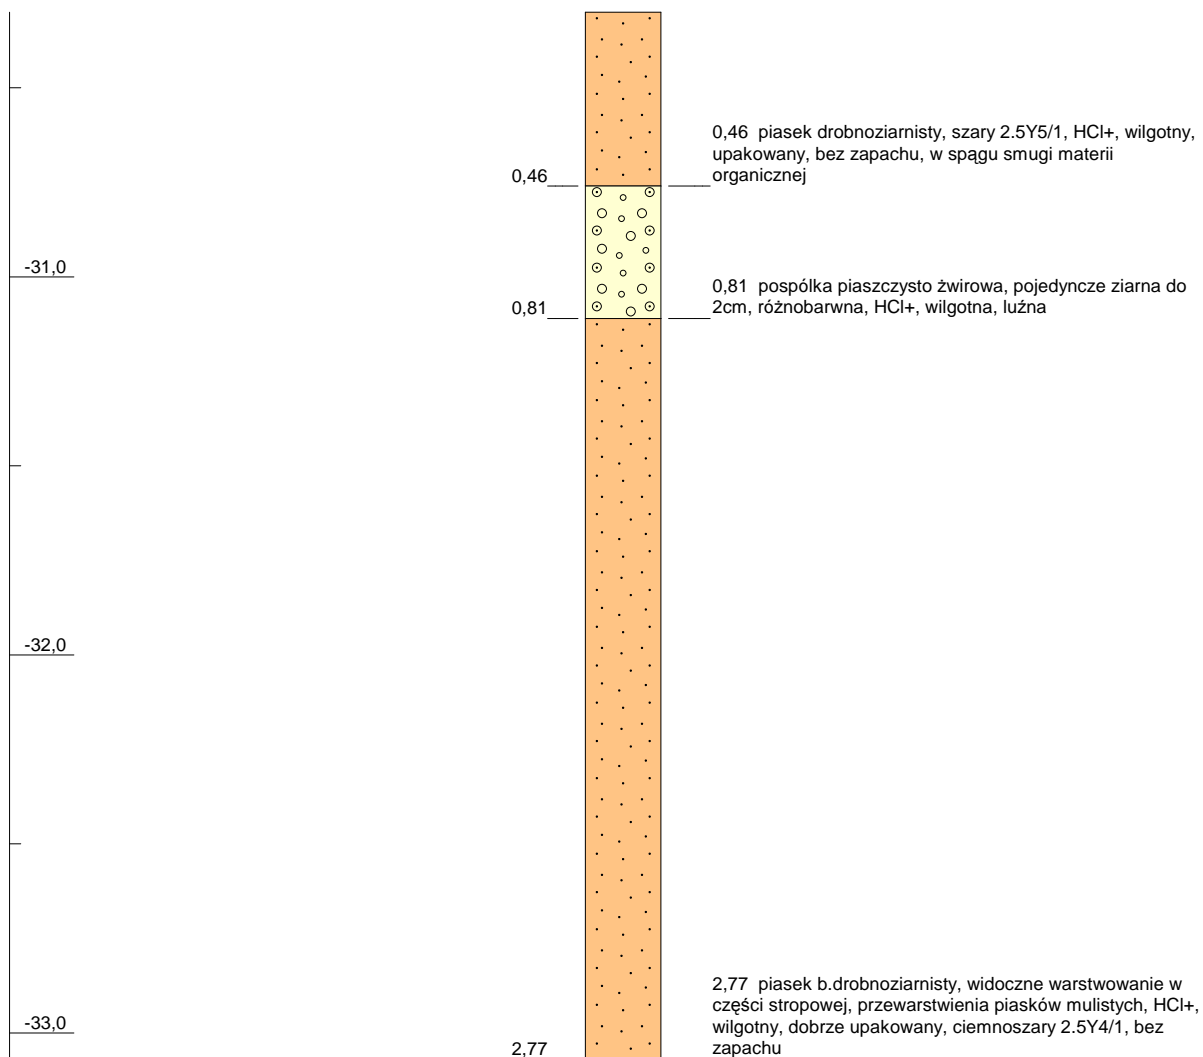 0,46 piasek drobnoziarnisty, szary 2.5Y5/1, HCl+, wilgotny,
upakowany, bez zapachu, w spągu smugi materii
organicznej
0,46
-31,0
0,81 pospólka piaszczysto żwirowa, pojedyncze ziarna do
2cm, różnobarwna, HCl+, wilgotna, luźna
0,81
-32,0
2,77 piasek b.drobnoziarnisty, widoczne warstwowanie w
części stropowej, przewarstwienia piasków mulistych, HCl+,
wilgotny, dobrze upakowany, ciemnoszary 2.5Y4/1, bez
zapachu
-33,0
2,77